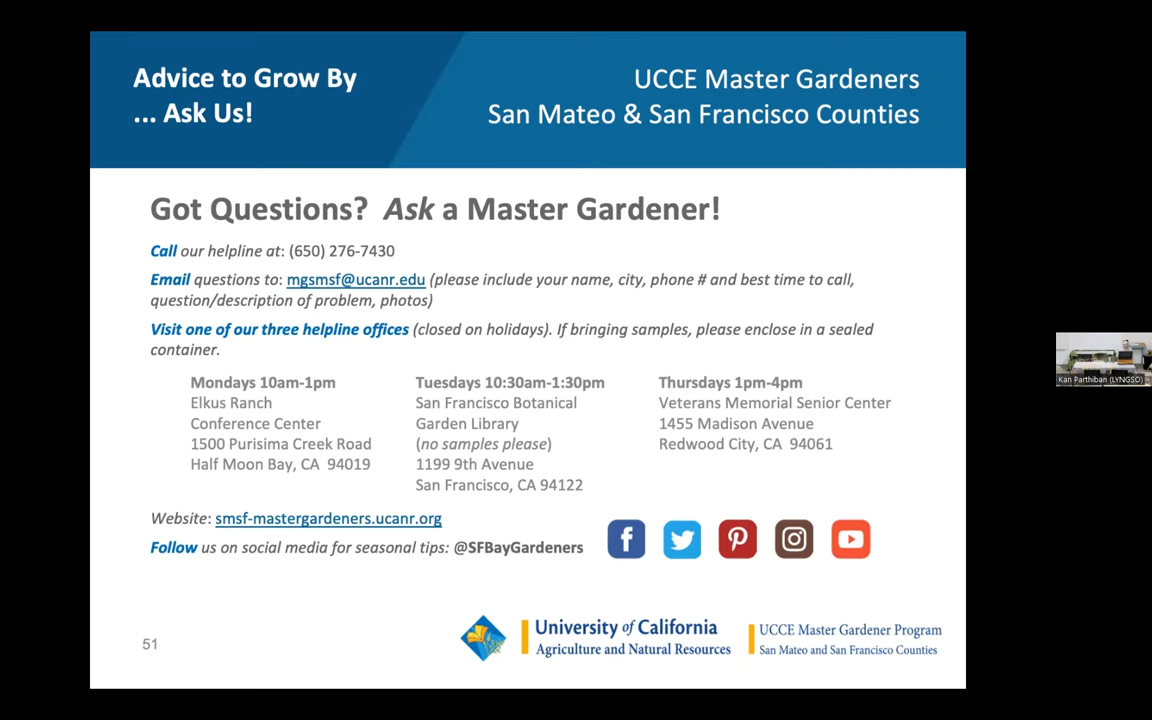 Advice to Grow By
... Ask Us!
UCCE Master Gardeners
San Mateo & San Francisco Counties
Got Questions? Ask a Master Gardener!
Call our helpline at: (650) 276-7430
Email questions to: mgsmsf@ucanr.edu (please include your name, city, phone # and best time to call,
question/description of problem, photos)
Visit one of our three helpline offices (closed on holidays). If bringing samples, please enclose in a sealed
container.
Mondays 10am-1pm
Elkus Ranch
Conference Center
1500 Purisima Creek Road
Half Moon Bay, CA 94019
Tuesdays 10:30am-1:30pm
San Francisco Botanical
Garden Library
(no samples please)
1199 9th Avenue
San Francisco, CA 94122
Thursdays 1pm-4pm
Veterans Memorial Senior Center
1455 Madison Avenue
Redwood City, CA 94061
Website: smsf-mastergardeners.ucanr.org
Follow us on social media for seasonal tips: @SFBayGardeners
51
University of California
Agriculture and Natural Resources
UCCE Master Gardener Program
San Mateo and San Francisco Counties
Kan Parthiban (LYNGSO)